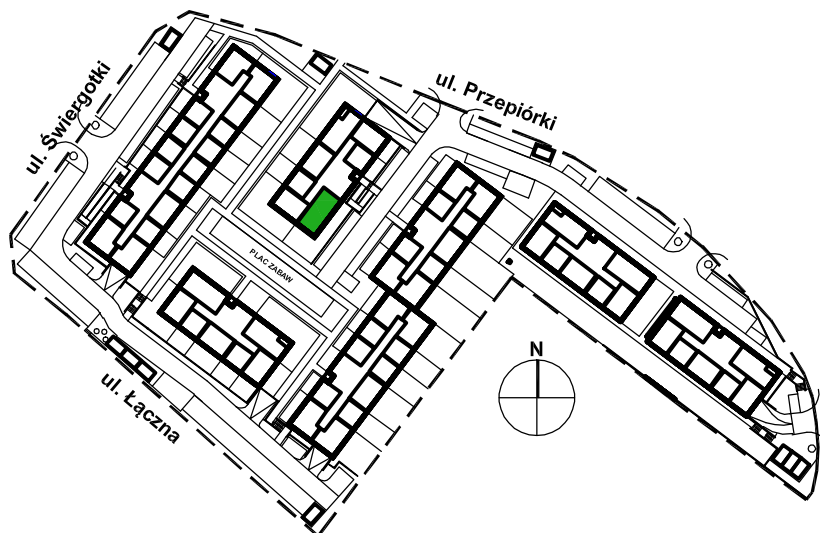 ul. Przepiórki
ul. Świergotki
PLAC ZABAW
N
ul. Łączna